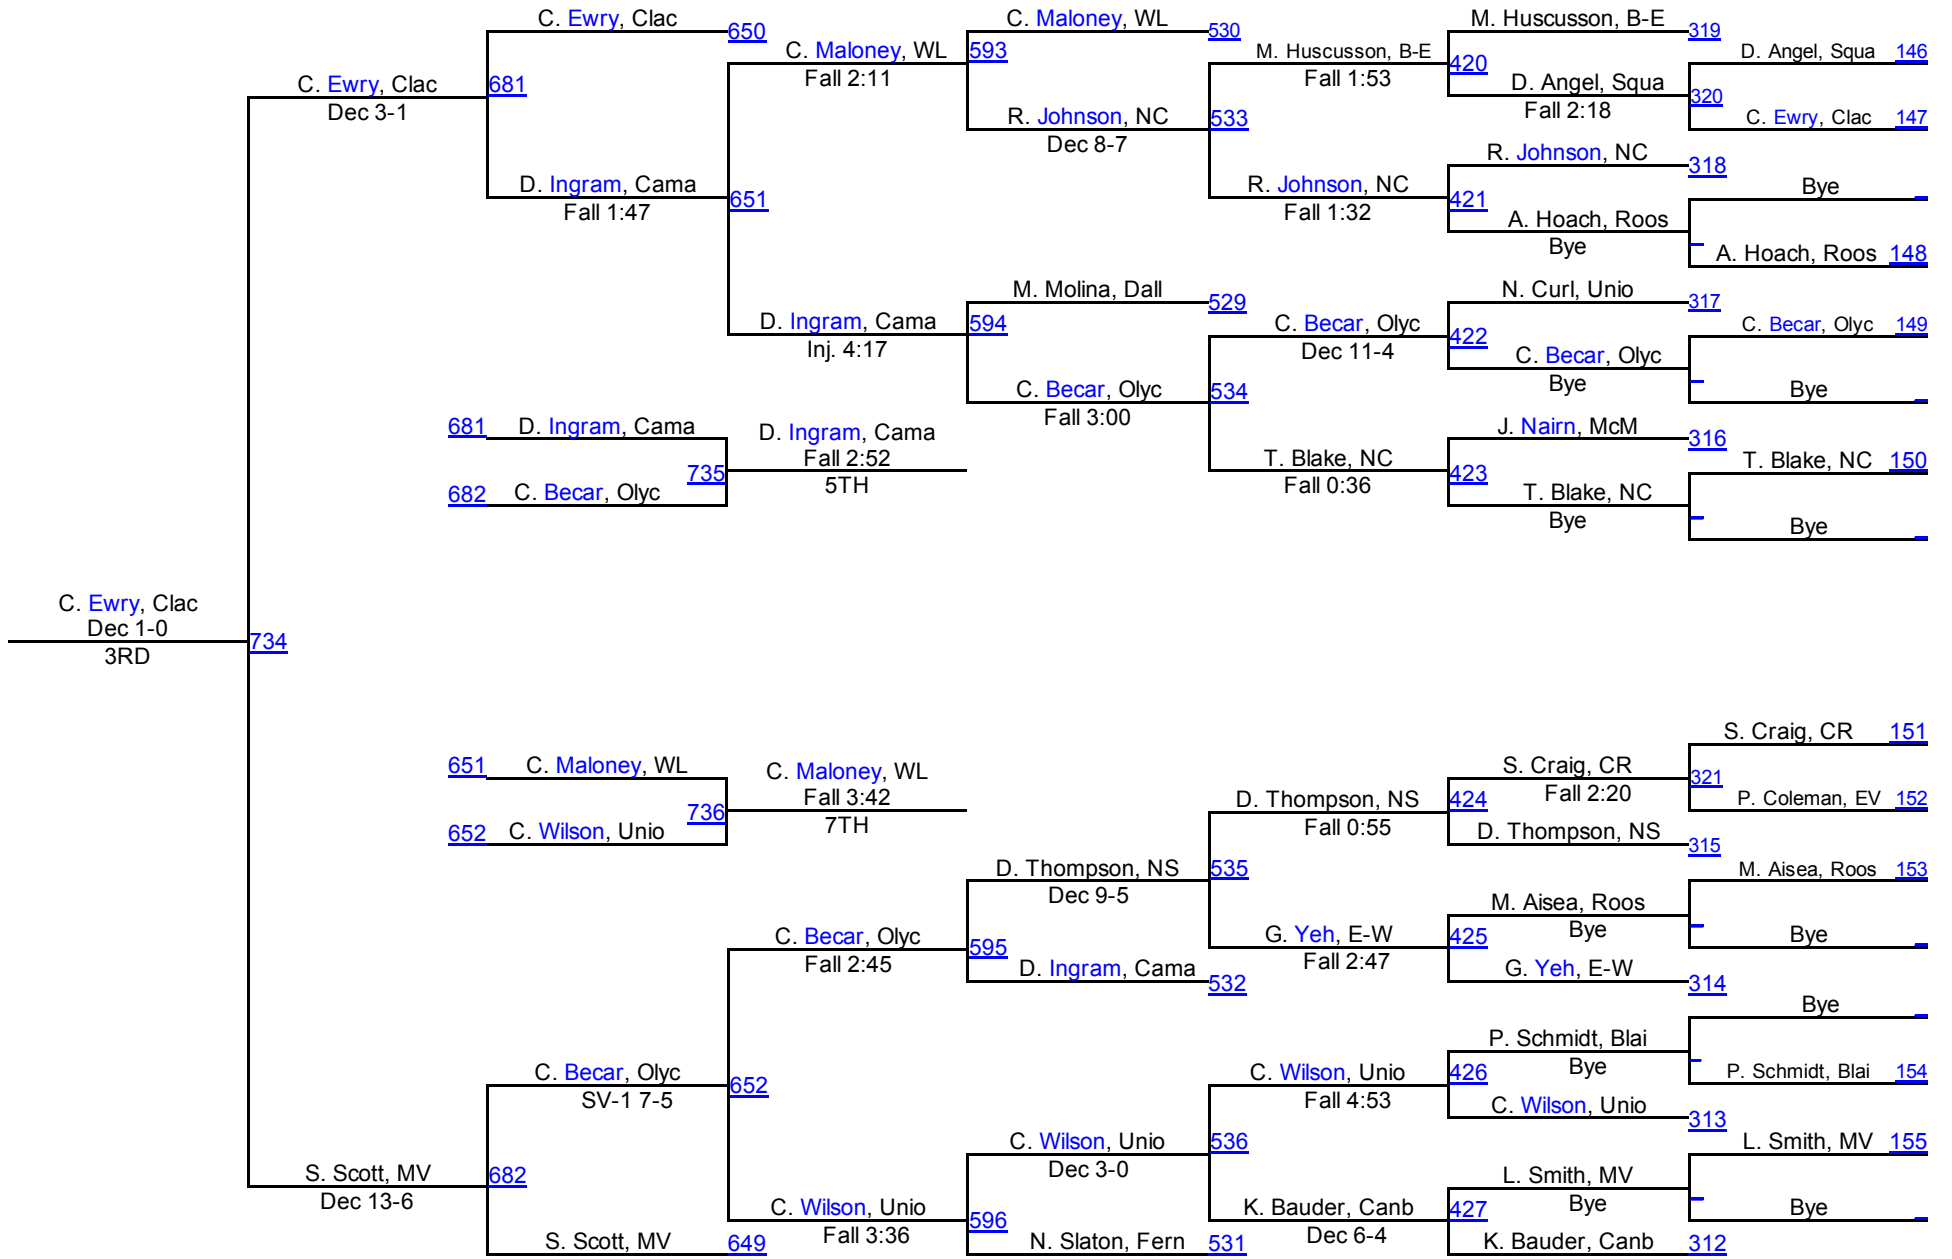 C. Ewry, Clac 650
C. Maloney, WL 530
M. Huscusson, B-E 319
D. Angel, Squa 146
C. Maloney, WL 593
Fall 2:11
M. Huscusson, B-E 420
Fall 1:53
C. Ewry, Clac 681
Dec 3-1
D. Angel, Squa 320
Fall 2:18
C. Ewry, Clac 147
R. Johnson, NC 533
Dec 8-7
R. Johnson, NC 318
D. Ingram, Cama 651
Fall 1:47
R. Johnson, NC 421
Fall 1:32
Bye
A. Hoach, Roos
Bye
A. Hoach, Roos 148
M. Molina, Dall 529
N. Curl, Unio 317
D. Ingram, Cama 594
Inj. 4:17
C. Becar, Olyc 422
Dec 11-4
C. Becar, Olyc 149
C. Becar, Olyc
Bye
C. Becar, Olyc 534
Fall 3:00
Bye
681 D. Ingram, Cama
D. Ingram, Cama
Fall 2:52
735
5TH
682 C. Becar, Olyc
J. Nairn, McM 316
T. Blake, NC 423
Fall 0:36
T. Blake, NC 150
T. Blake, NC
Bye
Bye
C. Ewry, Clac
Dec 1-0
734
3RD
S. Craig, CR 151
651 C. Maloney, WL
C. Maloney, WL
Fall 3:42
736
7TH
652 C. Wilson, Unio
S. Craig, CR 321
Fall 2:20
D. Thompson, NS 424
Fall 0:55
P. Coleman, EV 152
D. Thompson, NS 315
D. Thompson, NS 535
Dec 9-5
M. Aisea, Roos 153
M. Aisea, Roos
Bye
C. Becar, Olyc 595
Fall 2:45
G. Yeh, E-W 425
Fall 2:47
Bye
D. Ingram, Cama 532
G. Yeh, E-W 314
Bye
P. Schmidt, Blai
Bye
C. Becar, Olyc 652
SV-1 7-5
C. Wilson, Unio 426
Fall 4:53
P. Schmidt, Blai 154
C. Wilson, Unio 313
C. Wilson, Unio 536
Dec 3-0
L. Smith, MV 155
S. Scott, MV 682
Dec 13-6
L. Smith, MV
Bye
C. Wilson, Unio 596
Fall 3:36
K. Bauder, Canb 427
Dec 6-4
Bye
S. Scott, MV 649
N. Slaton, Fern 531
K. Bauder, Canb 312